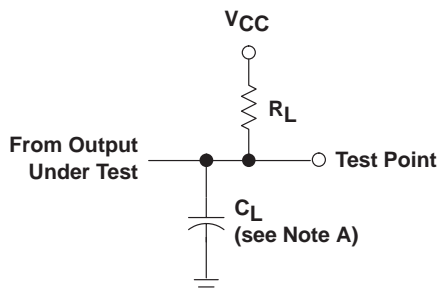 VCC
RL
From Output
Under Test
Test Point
CL
(see Note A)